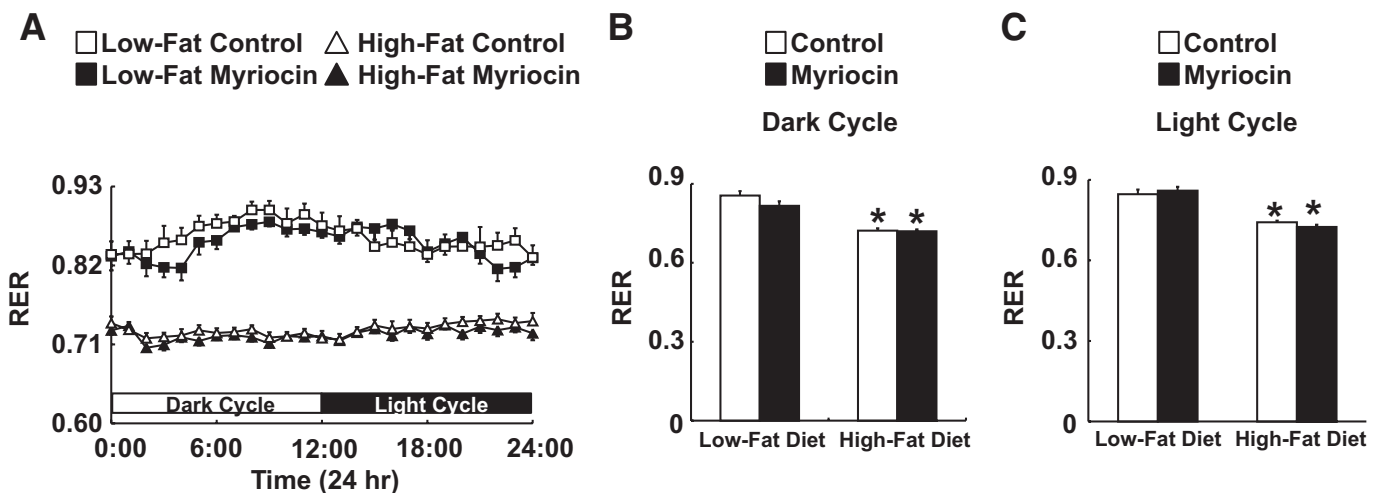 A
Low-Fat Control
High-Fat Control
Low-Fat Myriocin
High-Fat Myriocin
RER
0.93
0.82
0.71
0.60
Dark Cycle
Light Cycle
0:00
6:00
12:00
18:00
24:00
Time (24 hr)
B
Control
Myriocin
Dark Cycle
RER
0.9
0.6
0.3
0
* *
Low-Fat Diet
High-Fat Diet
C
Control
Myriocin
Light Cycle
RER
0.9
0.6
0.3
0
* *
Low-Fat Diet
High-Fat Diet